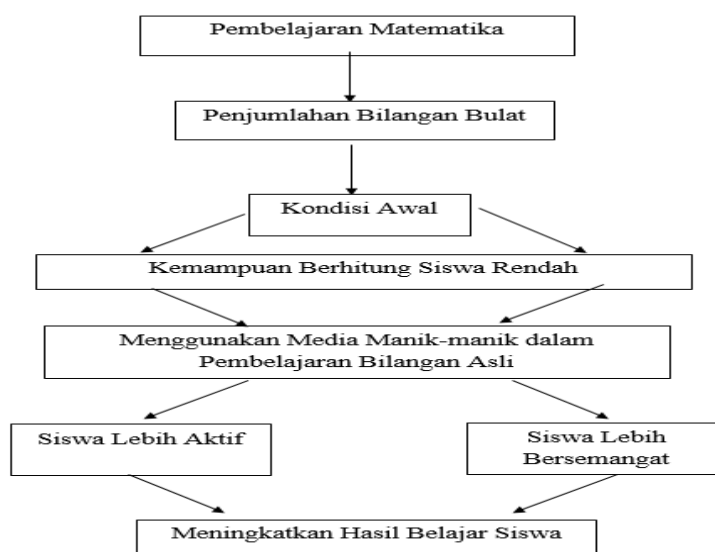 Pembelajaran Matematika
Penjumlahan Bilangan Bulat
Kondisi Awal
Kemampuan Berhitung Siswa Rendah
Menggunakan Media Manik-manik dalam
Pembelajaran Bilangan Asli
Siswa Lebih Aktif
Siswa Lebih
Bersemangat
Meningkatkan Hasil Belajar Siswa